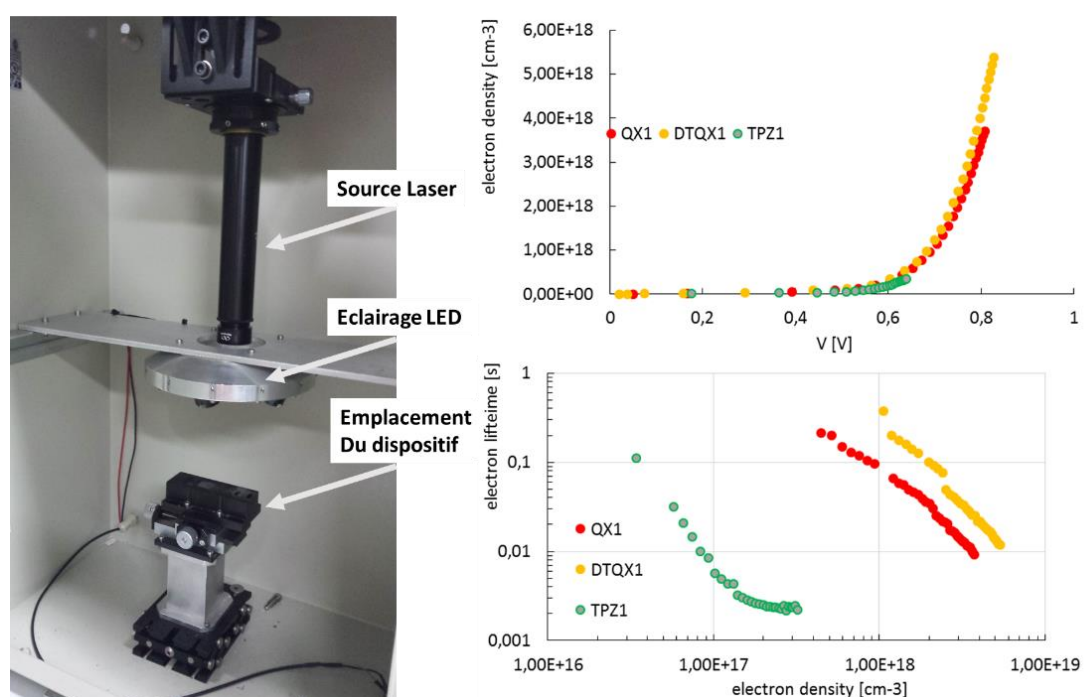 Source Laser
Eclairage LED
Emplacement
Du dispositif
electron density [cm-3]
6,00E+18
5,00E+18
4,00E+18
3,00E+18
2,00E+18
1,00E+18
0,00E+00
QX1 DTQX1 TPZ1
0 0,2 0,4 0,6 0,8 1
V [V]
electron lifteime [s]
1
0,1
0,01
0,001
QX1
DTQX1
TPZ1
1,00E+16 1,00E+17 1,00E+18 1,00E+19
electron density [cm-3]